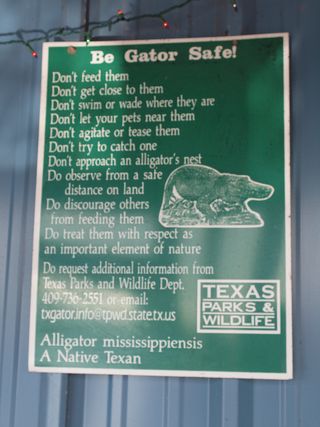 Be Gator Safe!
Don't feed them
Don't get close to them
Don't swim or wade where they are
Don't let your pets near them
Don't agitate or tease them
Don't try to catch one
Don't approach an alligator's nest
Do observe from a safe
distance on land
Do discourage others
from feeding them
Do treat them with respect as
an important element of nature
Do request additional information from
Texas Parks and Wildlife Dept.
409-736-2551 or email:
txgator.info@tpwd.state.tx.us
TEXAS
PARKS &
WILDLIFE
Alligator mississippiensis
A Native Texan